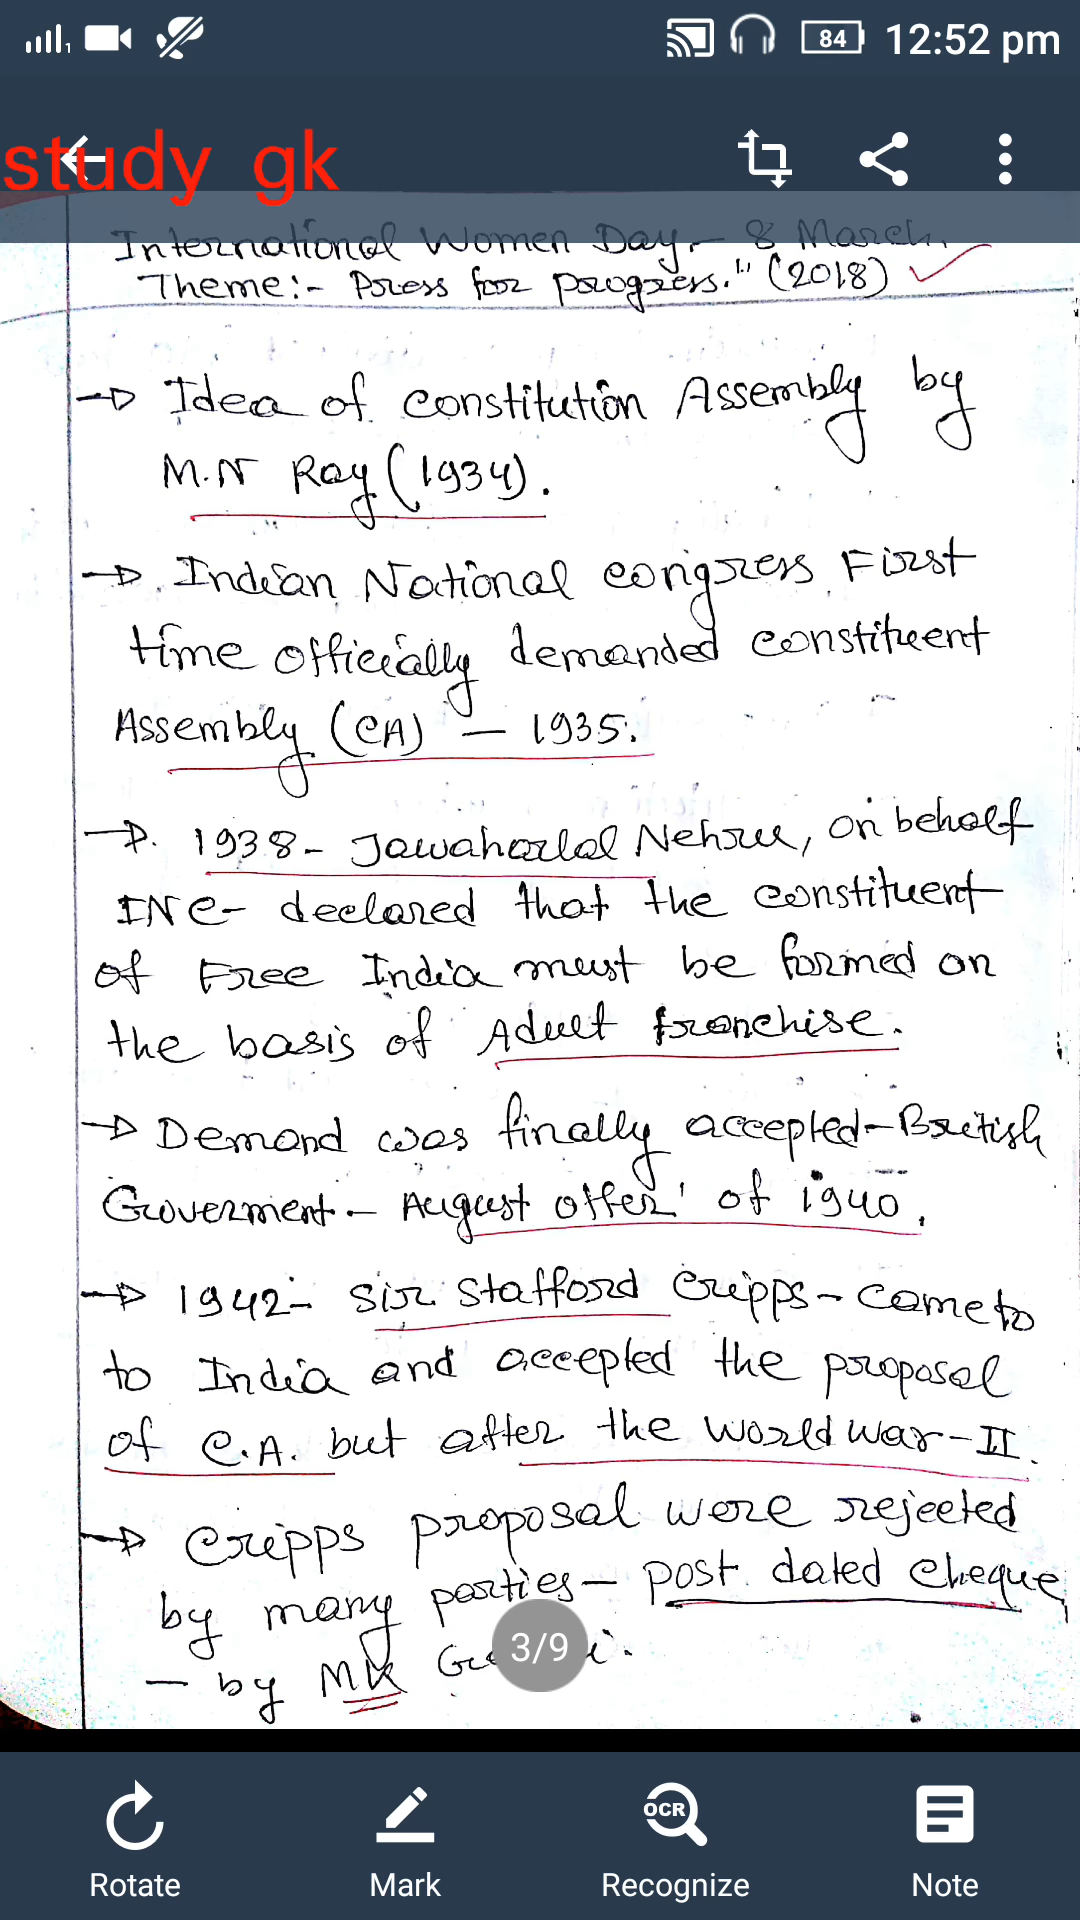 84 12:52 pm
study gk
International Women Day - 8 March.
Theme:- Press for progress." (2018)
→ Idea of constitution Assembly by
M.N Roy (1934).
→ Indian National congress First
time officially demanded constituent
Assembly (CA) - 1935.
→ 1938 - Jawaharlal Nehru, on behalf
INC- declared that the constituent
of Free India must be formed on
the basis of Adult franchise.
→ Demand was finally accepted - British
Goverment - August offer' of 1940.
→ 1942 - Sir Stafford Cripps - Came to
to India and accepted the proposal
of C.A. but after the World war - II.
→ Cripps proposal were rejected
by many parties - post dated Cheque
- by MK
3/9
Rotate Mark OCR Recognize Note